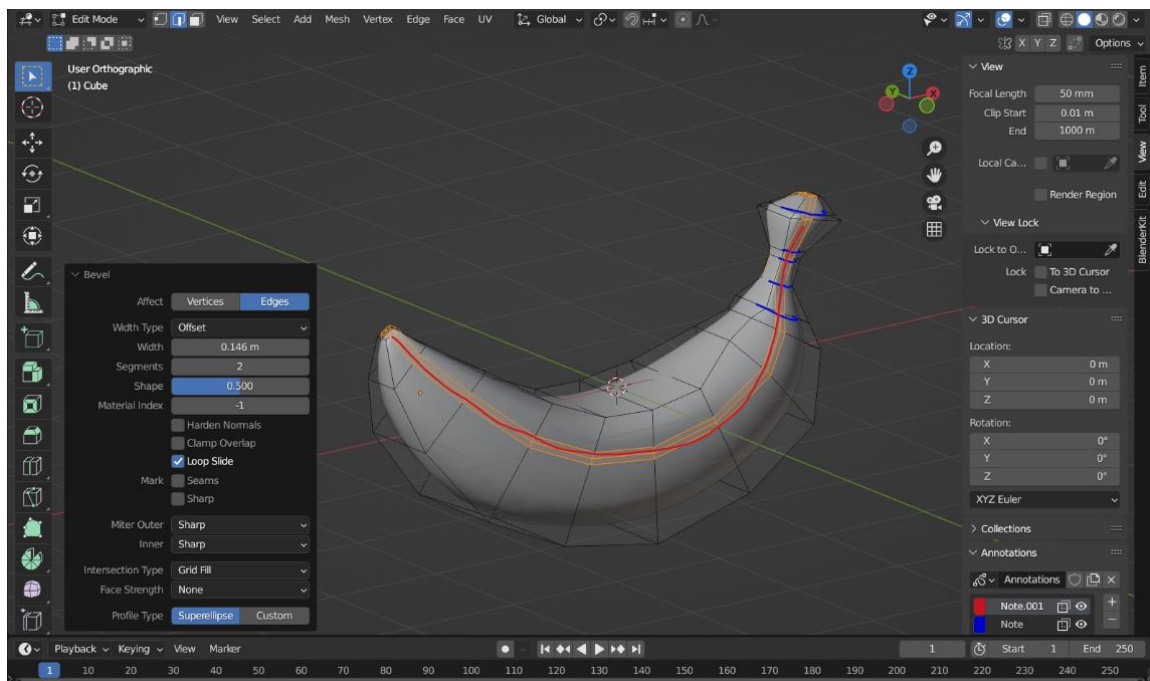 Edit Mode View Select Add Mesh Vertex Edge Face UV Global
X Y Z Options
User Orthographic
(1) Cube
Z
Y
X
Bevel
Affect Vertices Edges
Width Type Offset
Width 0.146 m
Segments 2
Shape 0.500
Material Index -1
Harden Normals
Clamp Overlap
Loop Slide
Mark Seams
Sharp
Miter Outer Sharp
Inner Sharp
Intersection Type Grid Fill
Face Strength None
Profile Type Superellipse Custom
View
Focal Length 50 mm
Clip Start 0.01 m
End 1000 m
Local Ca...
Render Region
View Lock
Lock to O...
Lock To 3D Cursor
Camera to ...
3D Cursor
Location:
X 0 m
Y 0 m
Z 0 m
Rotation:
X 0°
Y 0°
Z 0°
XYZ Euler
Collections
Annotations
Annotations
Note.001
Note
Item
Tool
View
Edit
BlenderKit
Playback Keying View Marker 1 Start 1 End 250
1 10 20 30 40 50 60 70 80 90 100 110 120 130 140 150 160 170 180 190 200 210 220 230 240 250